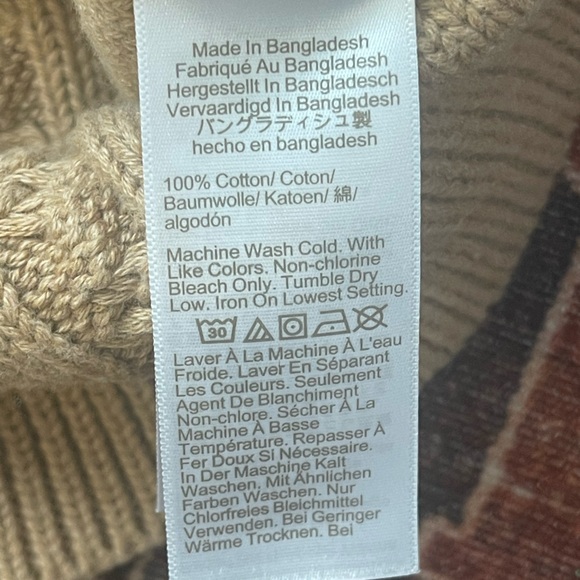 Made In Bangladesh
Fabriqué Au Bangladesh
Hergestellt In Bangladesch
Vervaardigd In Bangladesh
バングラディシュ製
hecho en bangladesh
100% Cotton/ Coton/
Baumwolle/ Katoen/ 綿/
algodón
Machine Wash Cold. With
Like Colors. Non-chlorine
Bleach Only. Tumble Dry
Low. Iron On Lowest Setting.
30
Laver À La Machine À L'eau
Froide. Laver En Séparant
Les Couleurs. Seulement
Agent De Blanchiment
Non-chlore. Sécher À La
Machine À Basse
Température. Repasser À
Fer Doux Si Nécessaire.
In Der Maschine Kalt
Waschen. Mit Ähnlichen
Farben Waschen. Nur
Chlorfreies Bleichmittel
Verwenden. Bei Geringer
Wärme Trocknen. Bei